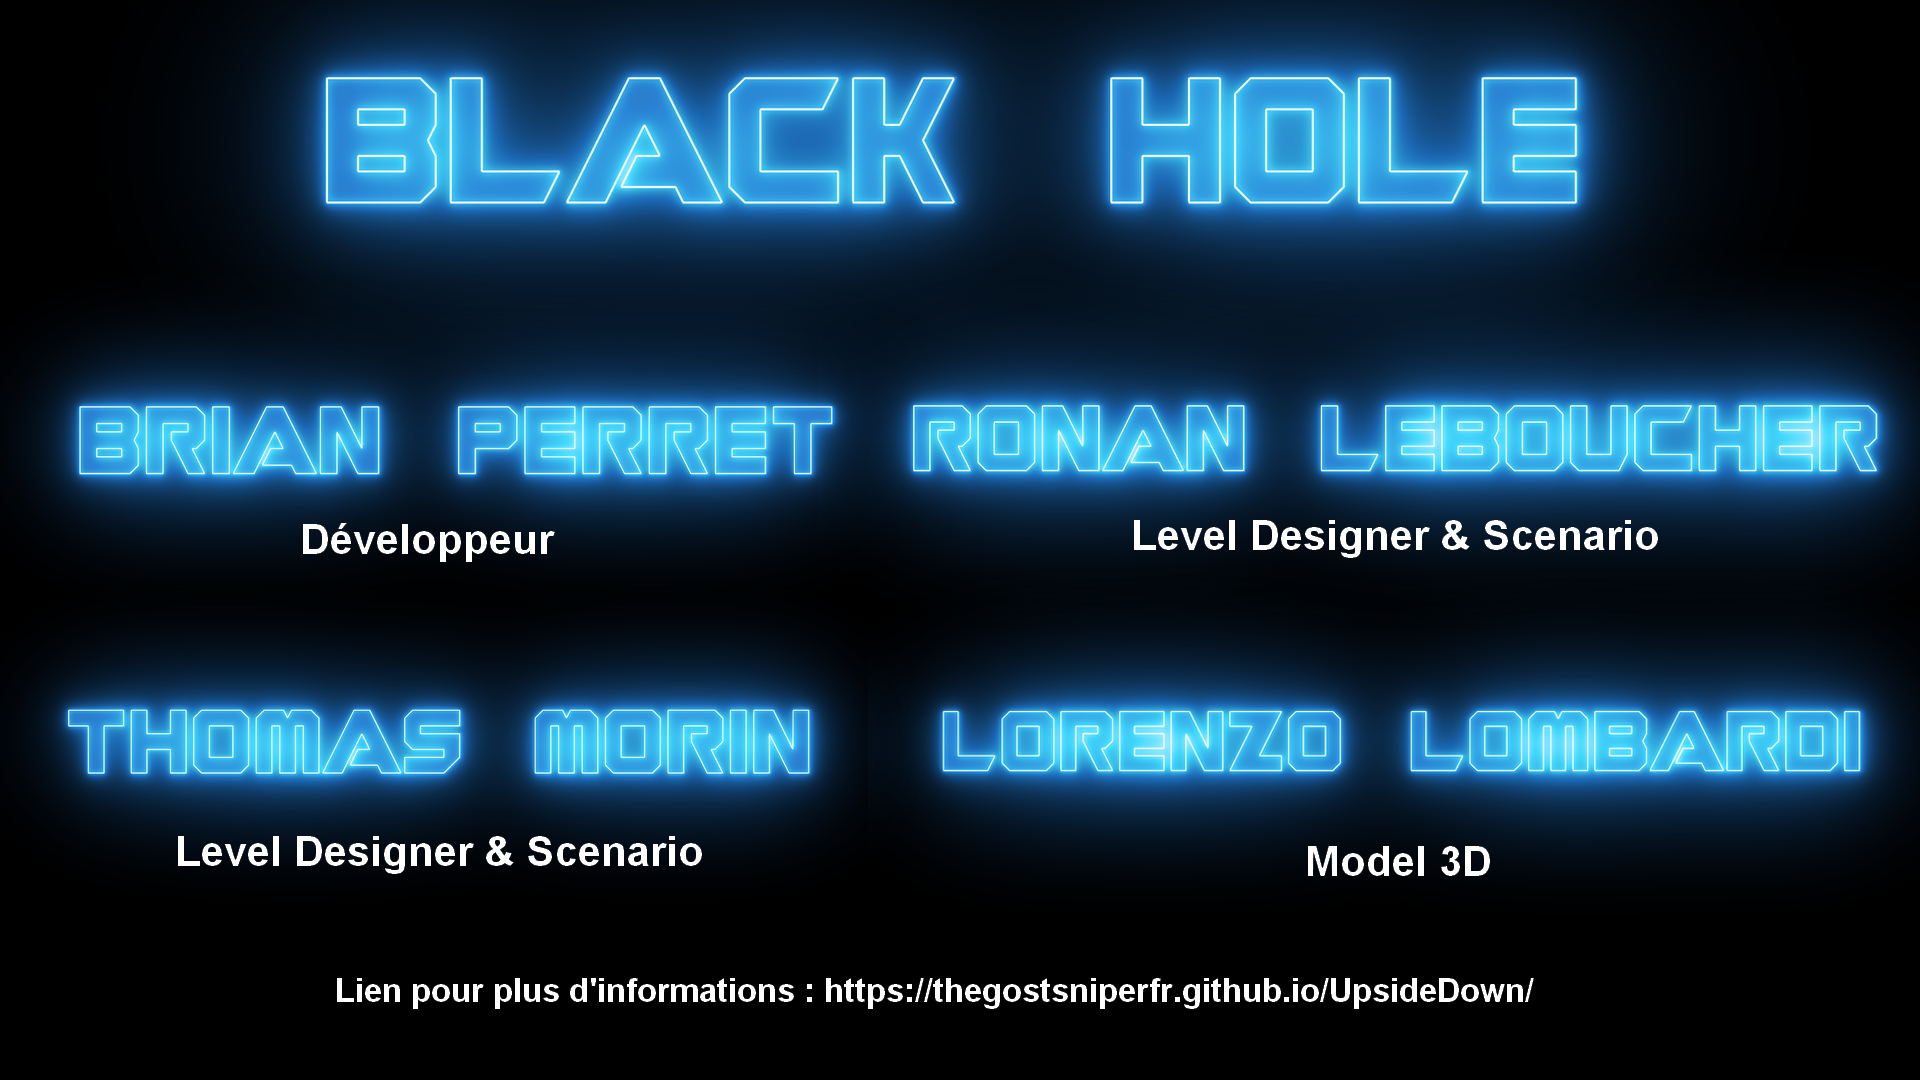 BLACK HOLE
BRIAN PERRET
Développeur
RONAN LEBOUCHER
Level Designer & Scenario
THOMAS MORIN
Level Designer & Scenario
LORENZO LOMBARDI
Model 3D
Lien pour plus d'informations : https://thegostsniperfr.github.io/UpsideDown/